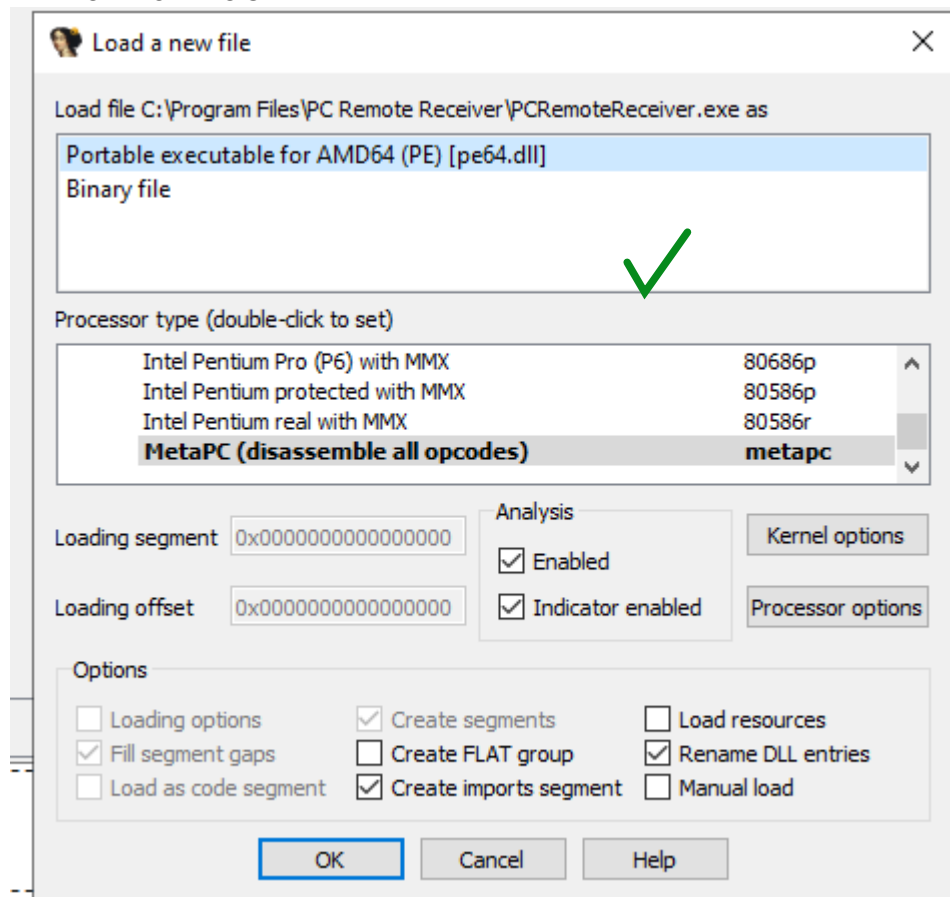 Load a new file
Load file C:\Program Files\PC Remote Receiver\PCRemoteReceiver.exe as
Portable executable for AMD64 (PE) [pe64.dll]
Binary file
Processor type (double-click to set)
Intel Pentium Pro (P6) with MMX 80686p
Intel Pentium protected with MMX 80586p
Intel Pentium real with MMX 80586r
MetaPC (disassemble all opcodes) metapc
Analysis
Loading segment 0x0000000000000000 Enabled Kernel options
Loading offset 0x0000000000000000 Indicator enabled Processor options
Options
Loading options Create segments Load resources
Fill segment gaps Create FLAT group Rename DLL entries
Load as code segment Create imports segment Manual load
OK Cancel Help